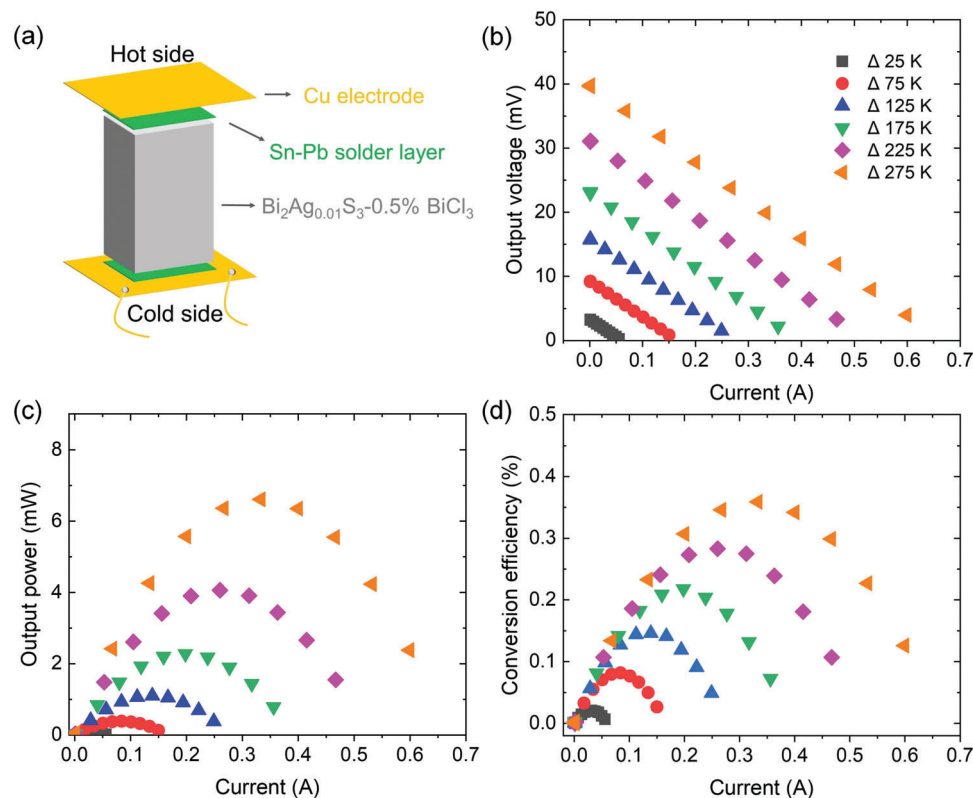 (a)
Hot side
Cu electrode
Sn-Pb solder layer
Bi₂Ag₀.₀₁S₃-0.5% BiCl₃
Cold side
(b)
50
40
30
20
10
0
Output voltage (mV)
Δ 25 K
Δ 75 K
Δ 125 K
Δ 175 K
Δ 225 K
Δ 275 K
0.0 0.1 0.2 0.3 0.4 0.5 0.6 0.7
Current (A)
(c)
8
6
4
2
0
Output power (mW)
0.0 0.1 0.2 0.3 0.4 0.5 0.6 0.7
Current (A)
(d)
0.5
0.4
0.3
0.2
0.1
0.0
Conversion efficiency (%)
0.0 0.1 0.2 0.3 0.4 0.5 0.6 0.7
Current (A)